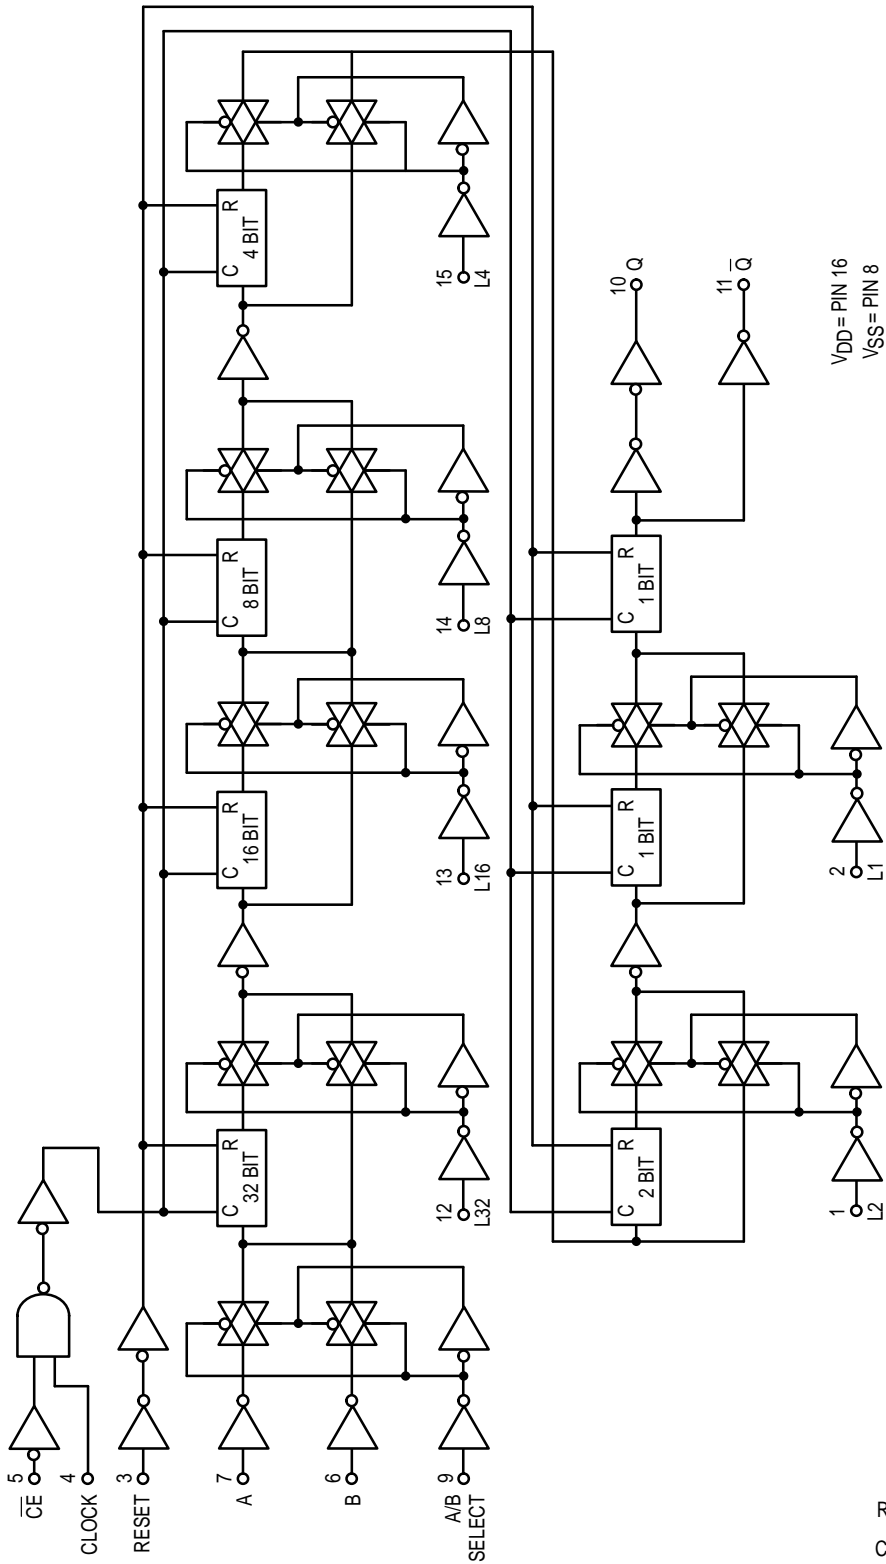 5
C̅E̅
4
CLOCK
3
RESET
7
A
6
B
9
A/B
SELECT
C
R
32 BIT
12
L32
C
R
16 BIT
13
L16
C
R
8 BIT
14
L8
C
R
4 BIT
15
L4
C
R
2 BIT
1
L2
C
R
1 BIT
2
L1
C
R
1 BIT
10
Q
11
Q̅
VDD = PIN 16
VSS = PIN 8
R
C